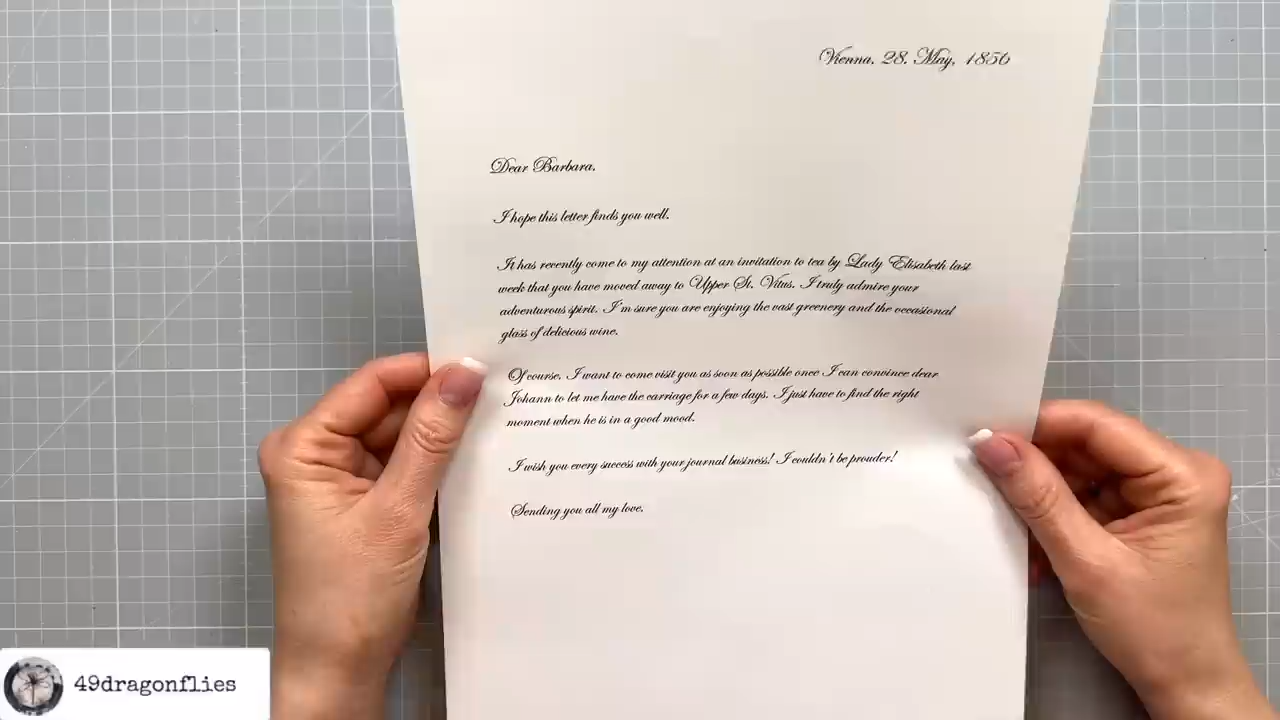 Vienna, 28. May, 1856
Dear Barbara,
I hope this letter finds you well.
It has recently come to my attention at an invitation to tea by Lady Elisabeth last
week that you have moved away to Upper St. Vitus. I truly admire your
adventurous spirit. I'm sure you are enjoying the vast greenery and the occasional
glass of delicious wine.
Of course, I want to come visit you as soon as possible once I can convince dear
Johann to let me have the carriage for a few days. I just have to find the right
moment when he is in a good mood.
I wish you every success with your journal business! I couldn't be prouder!
Sending you all my love,
49dragonflies